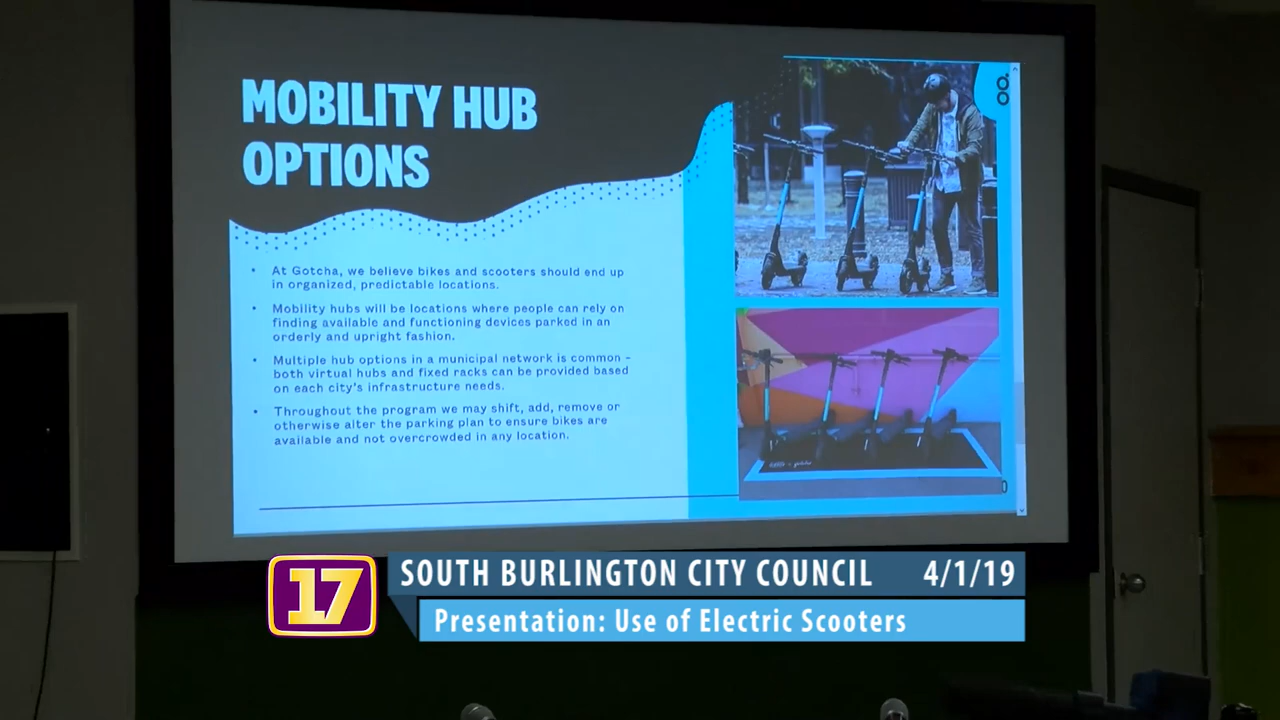 MOBILITY HUB
OPTIONS
• At Gotcha, we believe bikes and scooters should end up
in organized, predictable locations.
• Mobility hubs will be locations where people can rely on
finding available and functioning devices parked in an
orderly and upright fashion.
• Multiple hub options in a municipal network is common –
both virtual hubs and fixed racks can be provided based
on each city's infrastructure needs.
• Throughout the program we may shift, add, remove or
otherwise alter the parking plan to ensure bikes are
available and not overcrowded in any location.
17
SOUTH BURLINGTON CITY COUNCIL 4/1/19
Presentation: Use of Electric Scooters